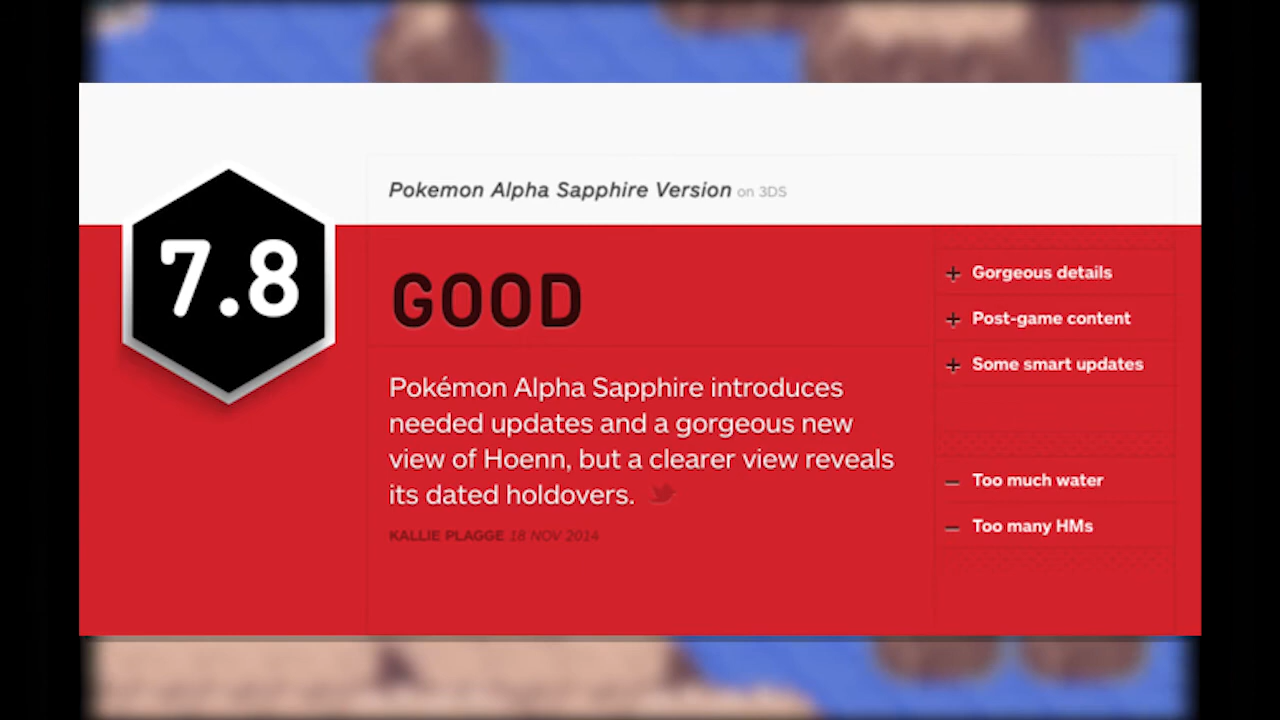 Pokemon Alpha Sapphire Version on 3DS
7.8
GOOD
Pokémon Alpha Sapphire introduces
needed updates and a gorgeous new
view of Hoenn, but a clearer view reveals
its dated holdovers.
KALLIE PLAGGE 18 NOV 2014
+ Gorgeous details
+ Post-game content
+ Some smart updates
– Too much water
– Too many HMs